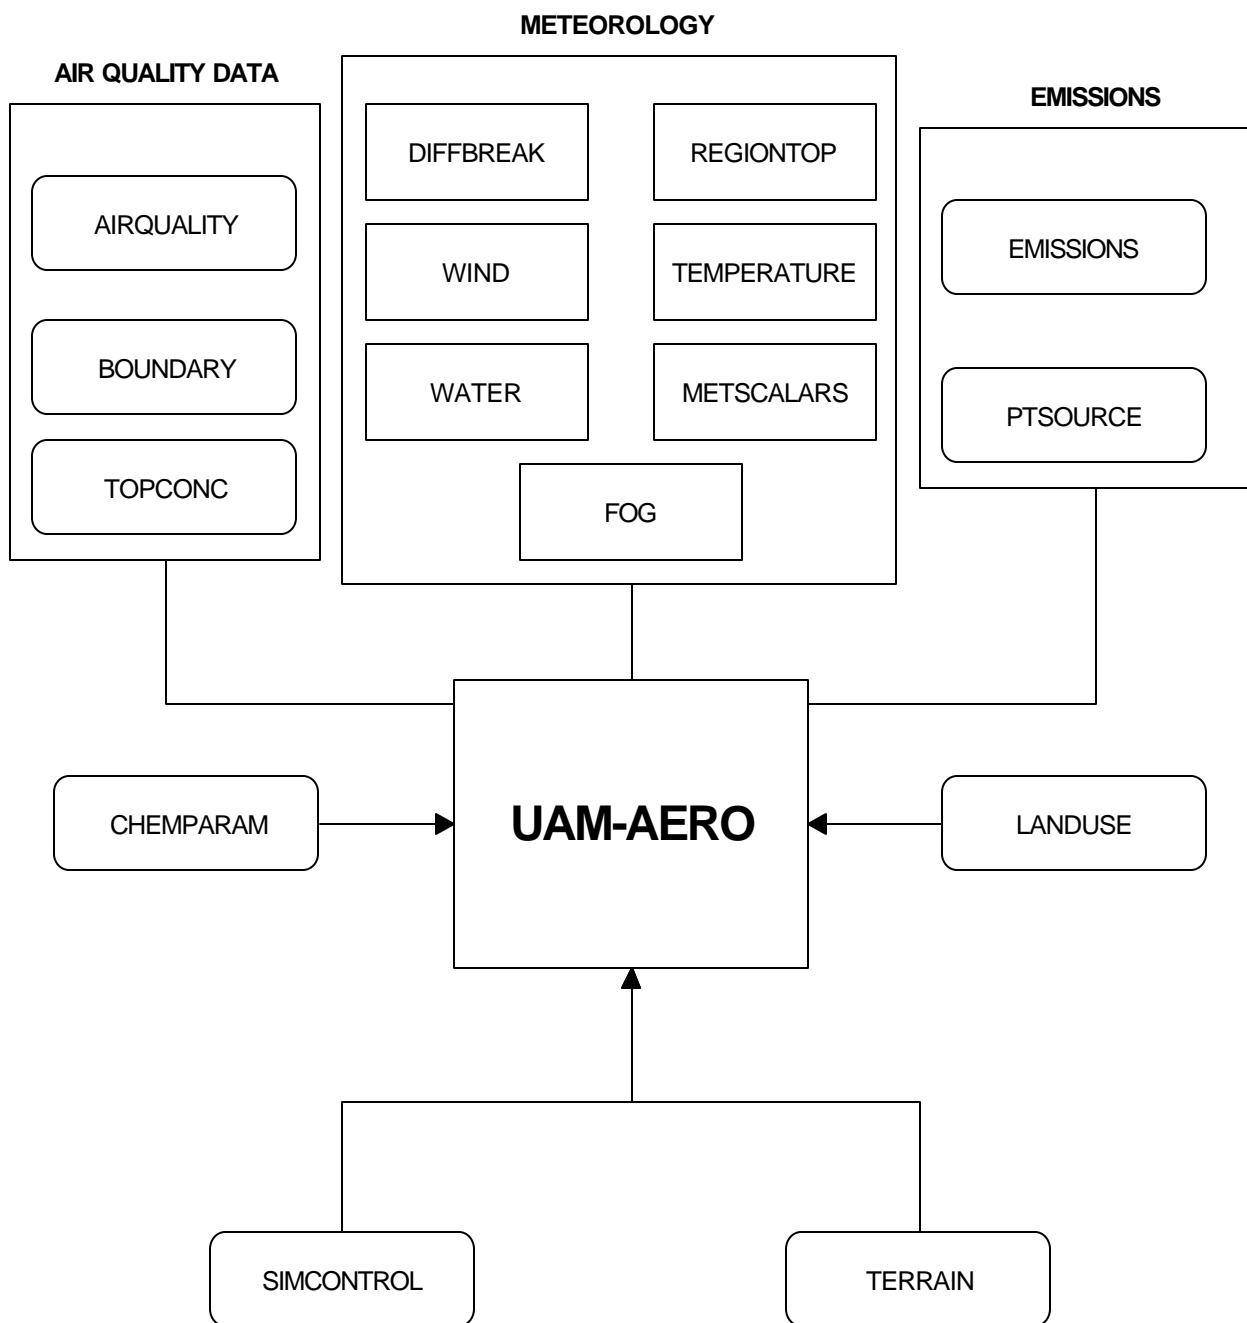 METEOROLOGY
AIR QUALITY DATA
EMISSIONS
DIFFBREAK
REGIONTOP
AIRQUALITY
WIND
TEMPERATURE
EMISSIONS
BOUNDARY
WATER
METSCALARS
PTSOURCE
TOPCONC
FOG
CHEMPARAM
UAM-AERO
LANDUSE
SIMCONTROL
TERRAIN